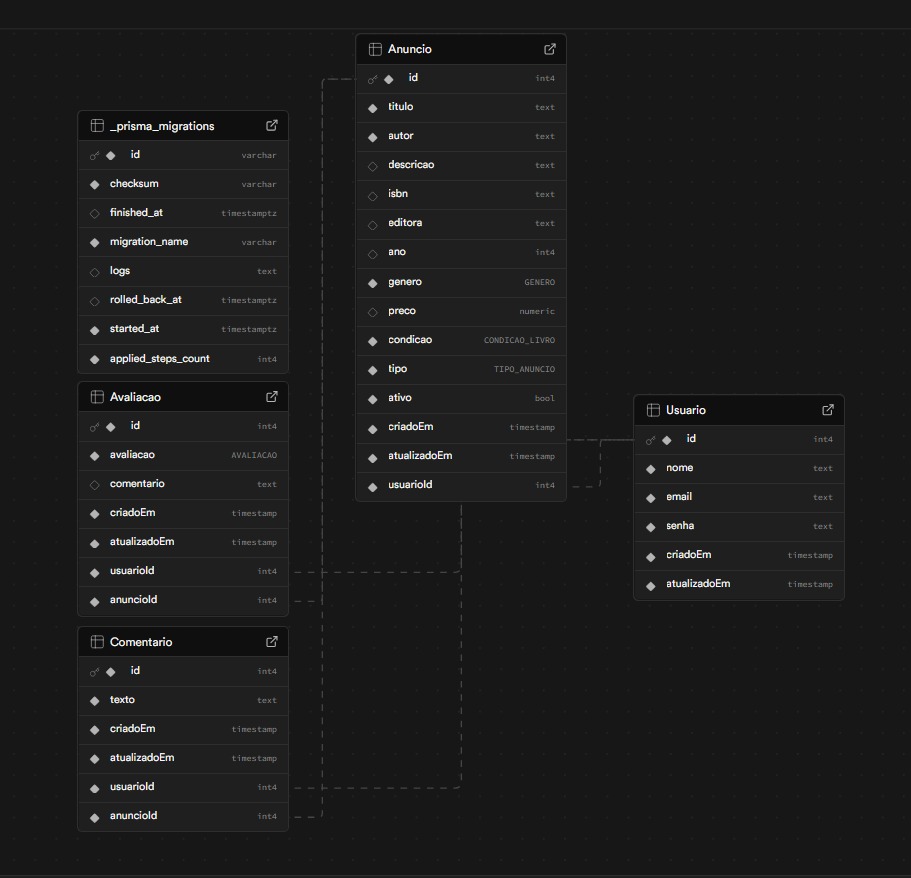 _prisma_migrations
id varchar
checksum varchar
finished_at timestamptz
migration_name varchar
logs text
rolled_back_at timestamptz
started_at timestamptz
applied_steps_count int4
Avaliacao
id int4
avaliacao AVALIACAO
comentario text
criadoEm timestamp
atualizadoEm timestamp
usuarioId int4
anuncioId int4
Comentario
id int4
texto text
criadoEm timestamp
atualizadoEm timestamp
usuarioId int4
anuncioId int4
Anuncio
id int4
titulo text
autor text
descricao text
isbn text
editora text
ano int4
genero GENERO
preco numeric
condicao CONDICAO_LIVRO
tipo TIPO_ANUNCIO
ativo bool
criadoEm timestamp
atualizadoEm timestamp
usuarioId int4
Usuario
id int4
nome text
email text
senha text
criadoEm timestamp
atualizadoEm timestamp